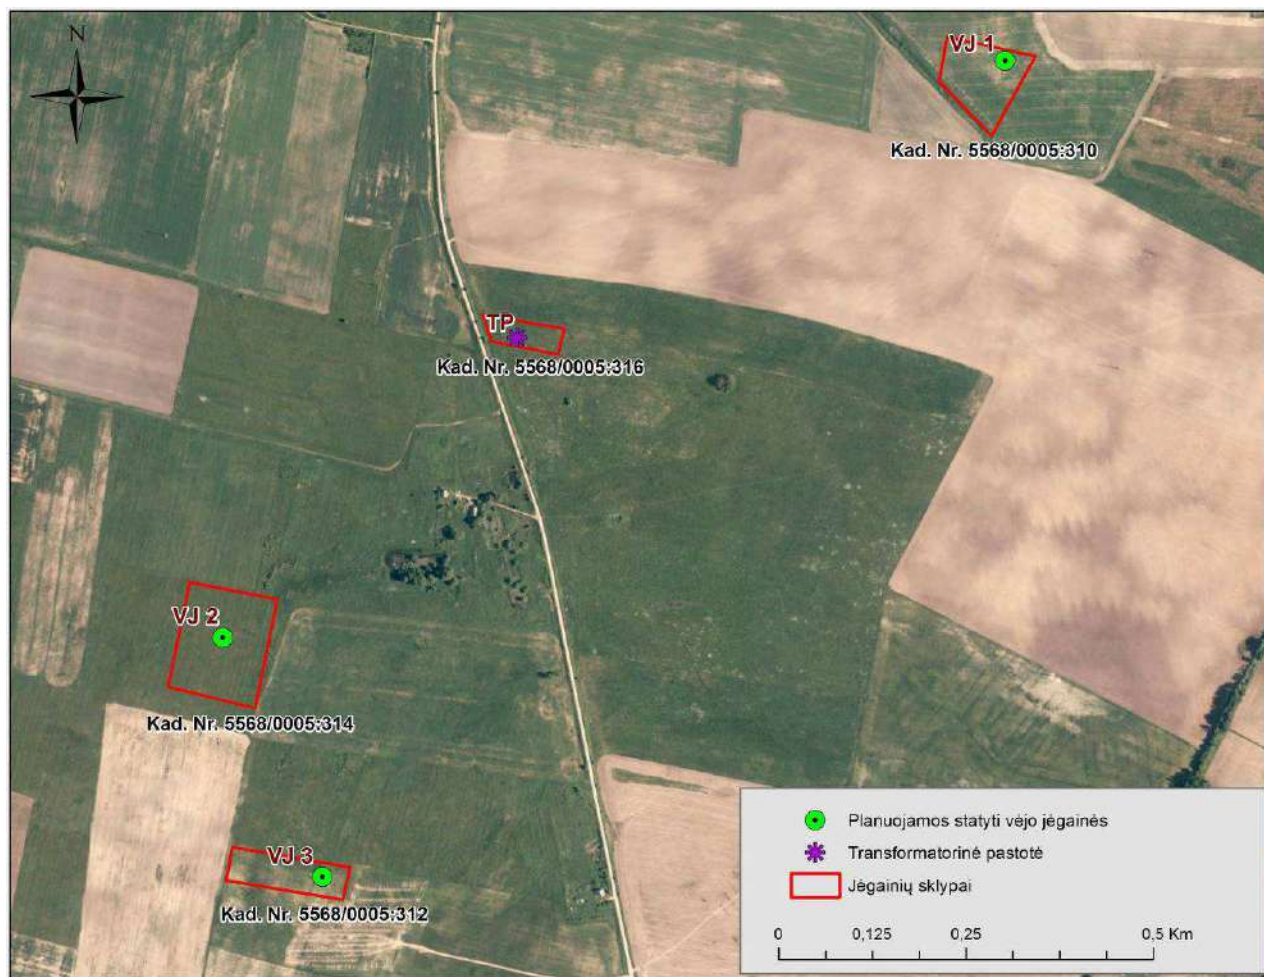 N
VJ 1
Kad. Nr. 5568/0005:310
TP
Kad. Nr. 5568/0005:316
VJ 2
Kad. Nr. 5568/0005:314
VJ 3
Kad. Nr. 5568/0005:312
Planuojamos statyti vėjo jėgainės
Transformatorinė pastotė
Jėgainių sklypai
0 0,125 0,25 0,5 Km